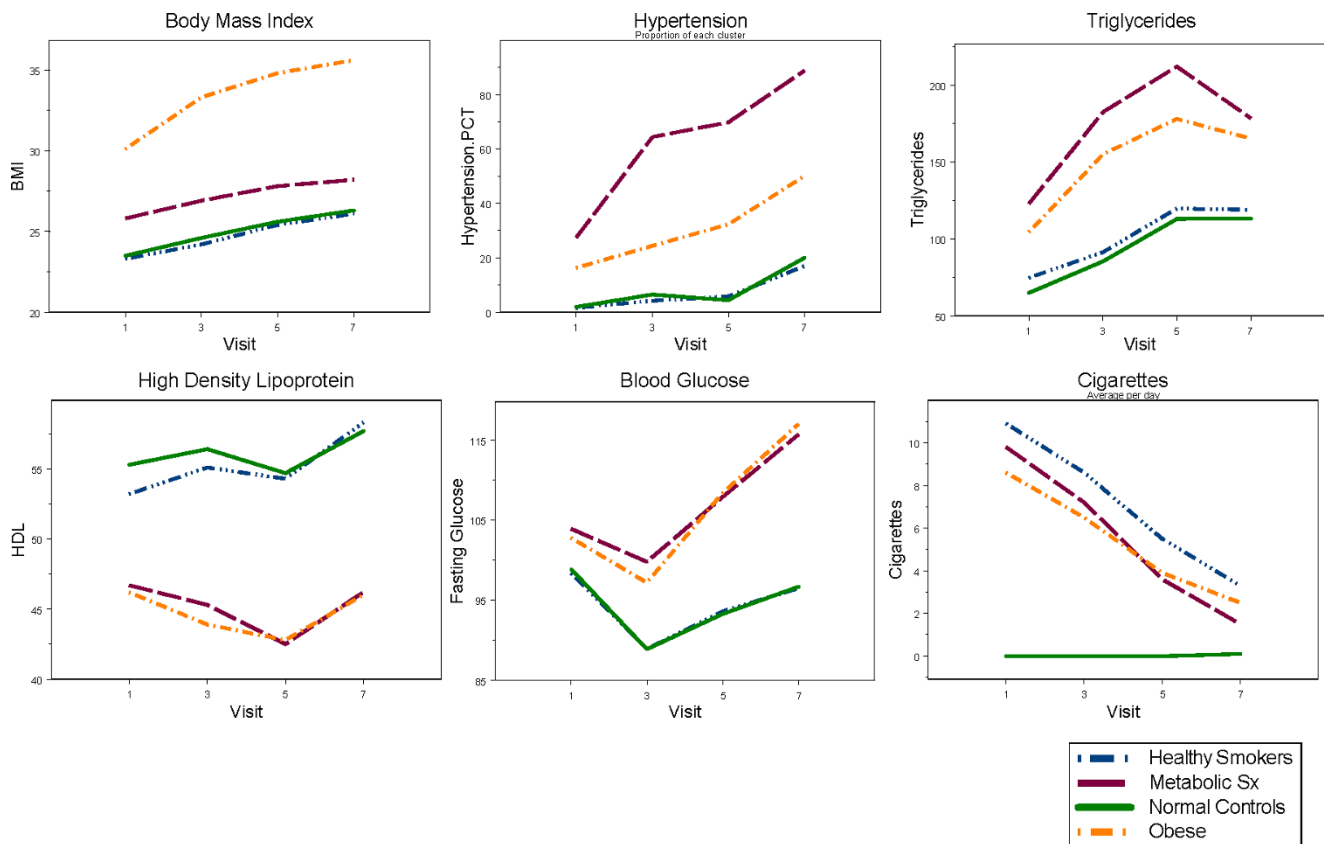 Body Mass Index
35
30
25
20
BMI
1 3 5 7
Visit
Hypertension
Proportion of each cluster
80
60
40
20
0
Hypertension.PCT
1 3 5 7
Visit
Triglycerides
200
150
100
50
Triglycerides
1 3 5 7
Visit
High Density Lipoprotein
55
50
45
40
HDL
1 3 5 7
Visit
Blood Glucose
115
105
95
85
Fasting Glucose
1 3 5 7
Visit
Cigarettes
Average per day
10
8
6
4
2
0
Cigarettes
1 3 5 7
Visit
Healthy Smokers
Metabolic Sx
Normal Controls
Obese